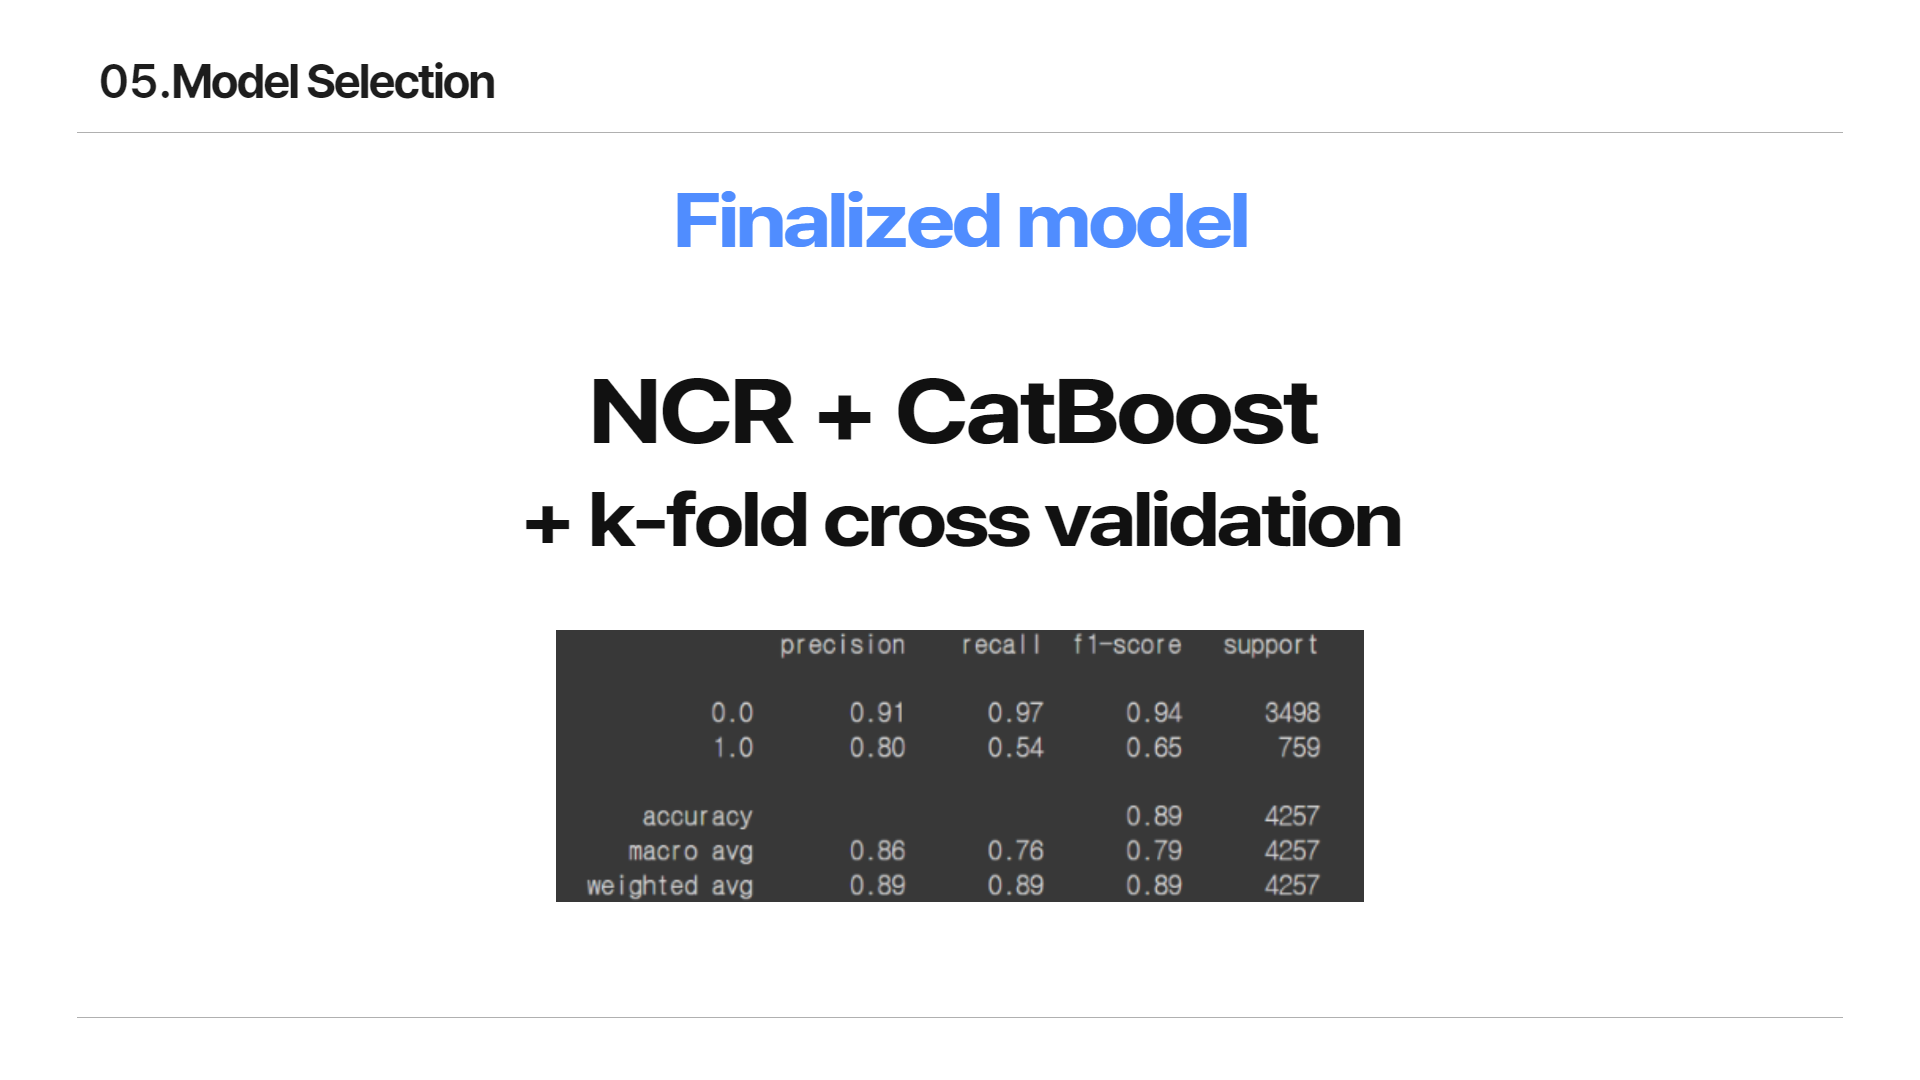 05.Model Selection
Finalized model
NCR + CatBoost
+ k-fold cross validation
precision recall f1-score support
0.0 0.91 0.97 0.94 3498
1.0 0.80 0.54 0.65 759
accuracy 0.89 4257
macro avg 0.86 0.76 0.79 4257
weighted avg 0.89 0.89 0.89 4257